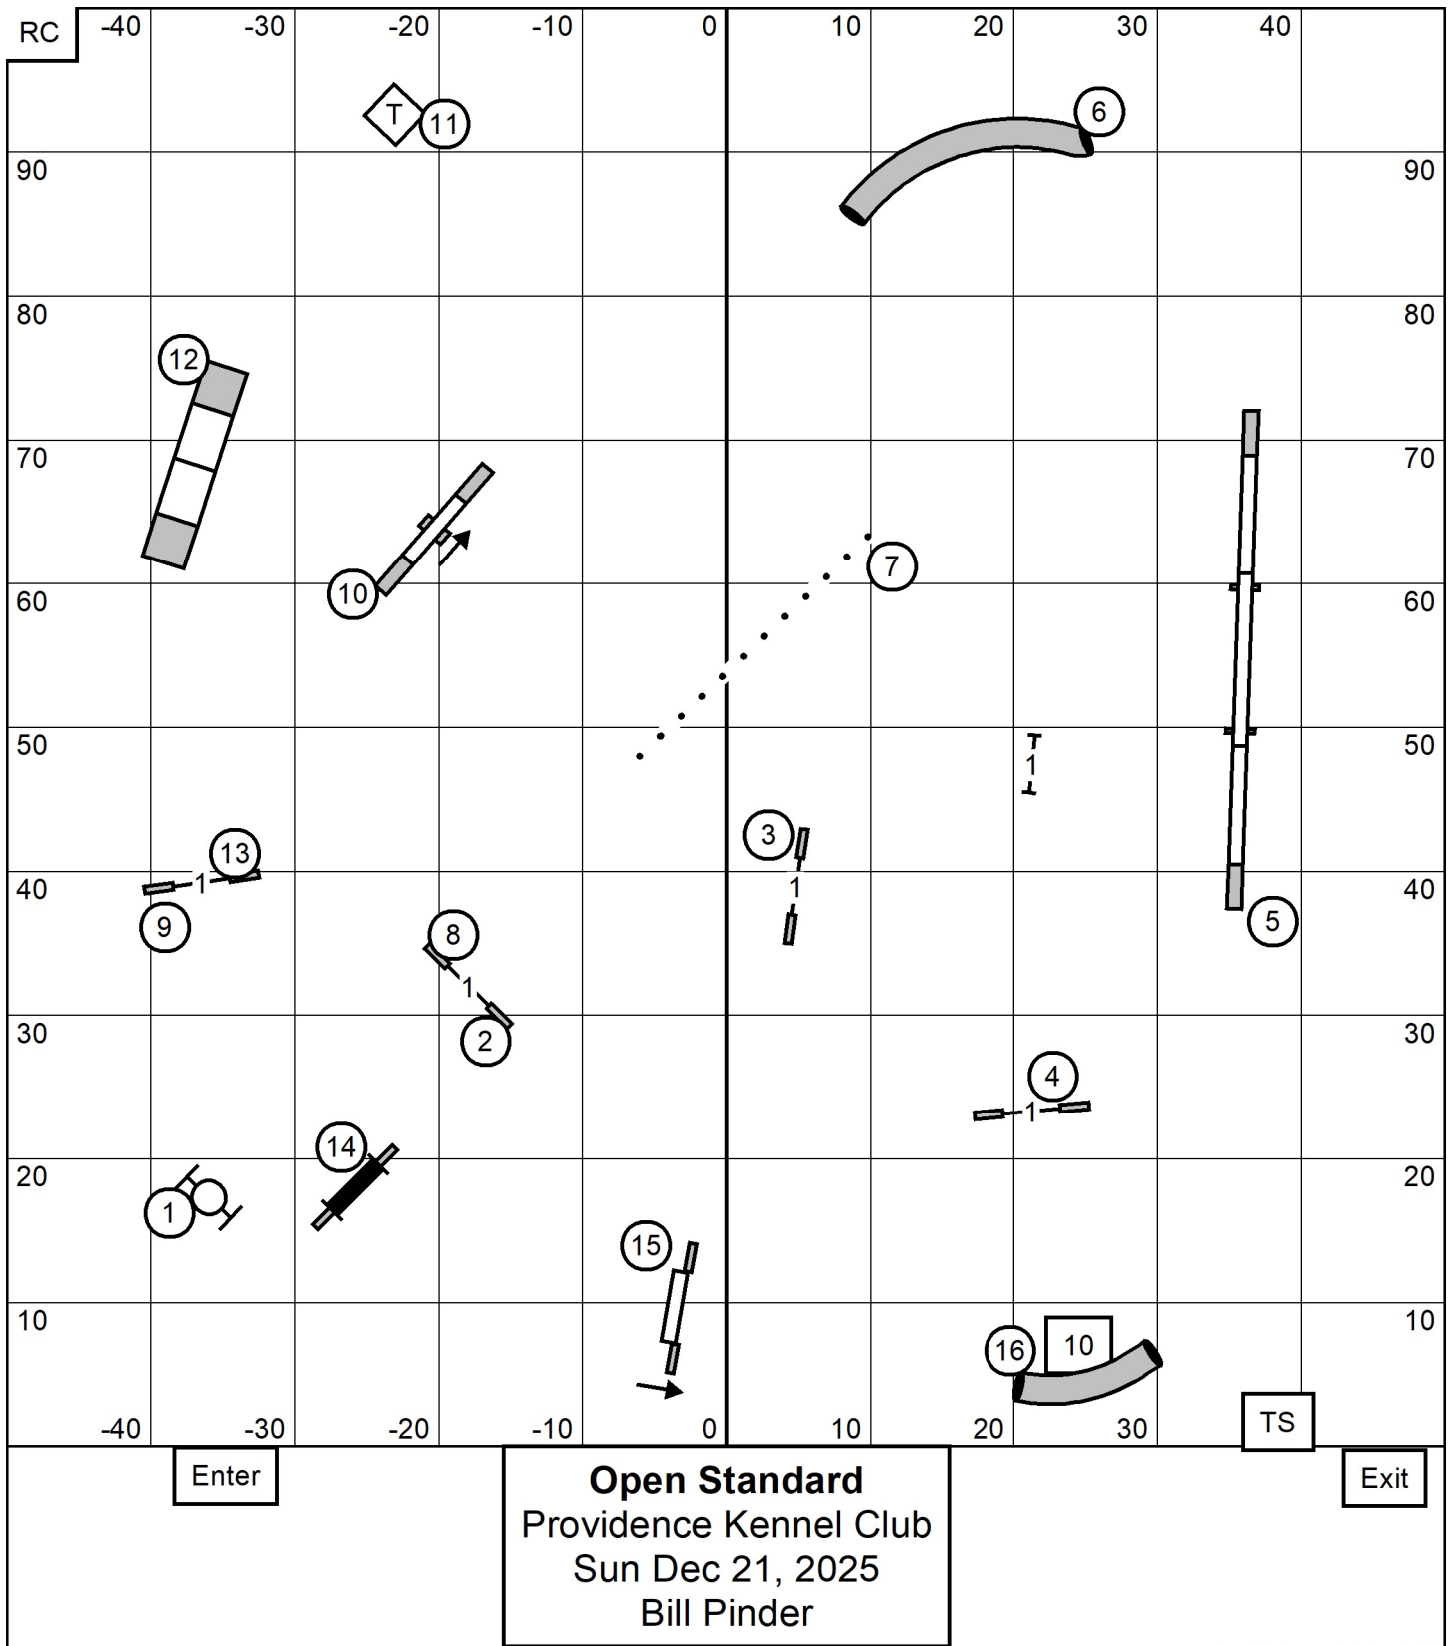 RC -40 -30 -20 -10 0 10 20 30 40
T 11 6
90 90
80 80
12
70 70
10 7
60 60
50 50
1
3
13
1 1
40 40
9 8 5
1
30 30
2
4
1
14
20 20
1
15
10 10
16 10
-40 -30 -20 -10 0 10 20 30 TS
Enter Exit
Open Standard
Providence Kennel Club
Sun Dec 21, 2025
Bill Pinder